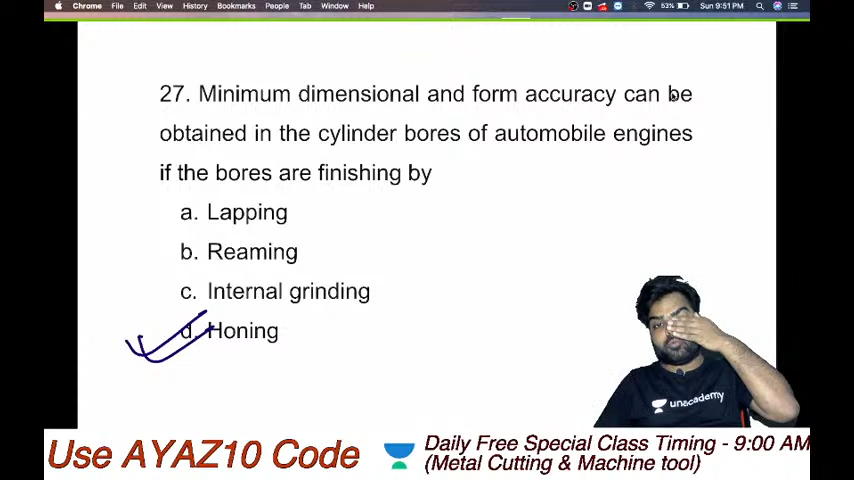 Chrome File Edit View History Bookmarks People Tab Window Help
53% Sun 9:51 PM
27. Minimum dimensional and form accuracy can be
obtained in the cylinder bores of automobile engines
if the bores are finishing by
a. Lapping
b. Reaming
c. Internal grinding
d. Honing
unacademy
Use AYAZ10 Code
Daily Free Special Class Timing - 9:00 AM
(Metal Cutting & Machine tool)